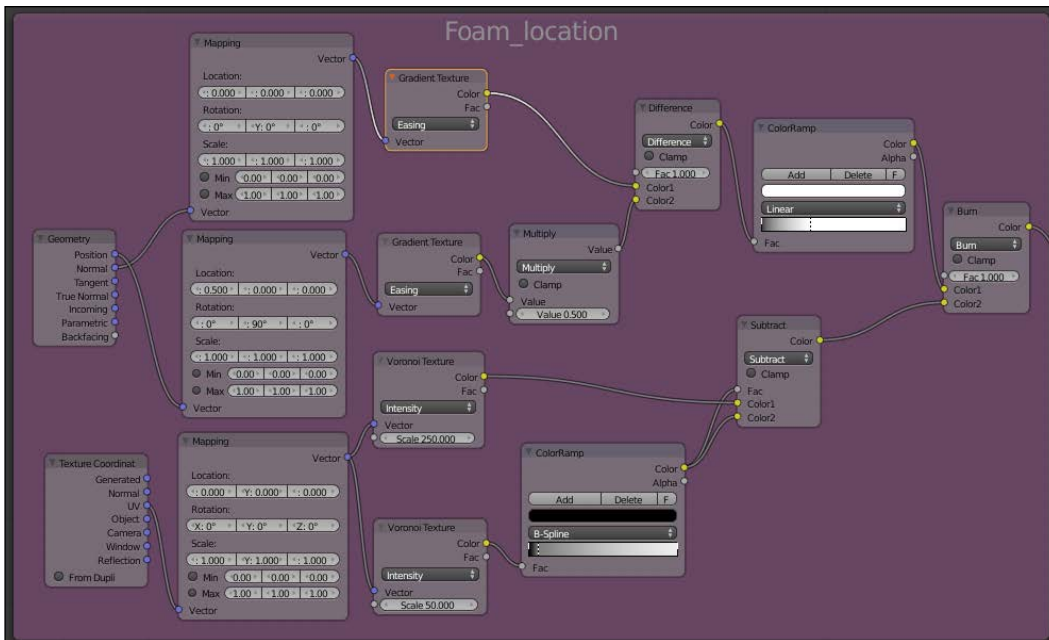 Foam_location
Mapping
Vector
Location:
: 0.000 : 0.000 : 0.000
Rotation:
: 0° Y: 0° : 0°
Scale:
: 1.000 : 1.000 : 1.000
Min 0.00 0.00 0.00
Max 1.00 1.00 1.00
Vector
Gradient Texture
Color
Fac
Easing
Vector
Difference
Color
Difference
Clamp
Fac 1.000
Color1
Color2
ColorRamp
Color
Alpha
Add Delete F
Linear
Fac
Burn
Color
Burn
Clamp
Fac 1.000
Color1
Color2
Geometry
Position
Normal
Tangent
True Normal
Incoming
Parametric
Backfacing
Mapping
Vector
Location:
: 0.500 : 0.000 : 0.000
Rotation:
: 0° : 90° : 0°
Scale:
: 1.000 : 1.000 : 1.000
Min 0.00 0.00 0.00
Max 1.00 1.00 1.00
Vector
Gradient Texture
Color
Fac
Easing
Vector
Multiply
Value
Multiply
Clamp
Value
Value 0.500
Voronoi Texture
Color
Fac
Intensity
Vector
Scale 250.000
Subtract
Color
Subtract
Clamp
Fac
Color1
Color2
Texture Coordinat
Generated
Normal
UV
Object
Camera
Window
Reflection
From Dupli
Mapping
Vector
Location:
: 0.000 Y: 0.000 : 0.000
Rotation:
X: 0° Y: 0° Z: 0°
Scale:
: 1.000 Y: 1.000 : 1.000
Min 0.00 0.00 0.00
Max 1.00 1.00 1.00
Vector
Voronoi Texture
Color
Fac
Intensity
Vector
Scale 50.000
ColorRamp
Color
Alpha
Add Delete F
B-Spline
Fac